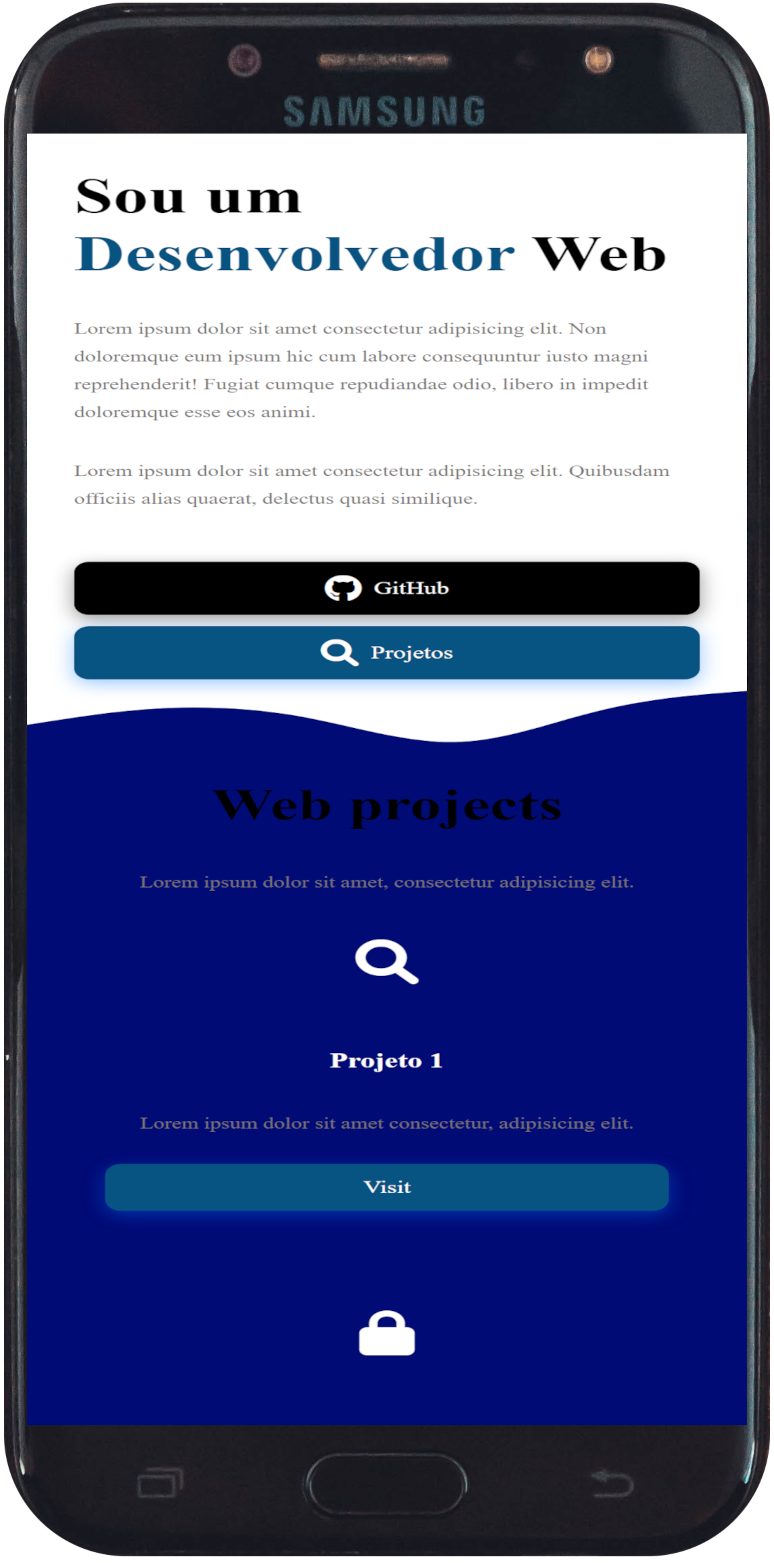 SAMSUNG
Sou um
Desenvolvedor Web
Lorem ipsum dolor sit amet consectetur adipisicing elit. Non
doloremque eum ipsum hic cum labore consequuntur iusto magni
reprehenderit! Fugiat cumque repudiandae odio, libero in impedit
doloremque esse eos animi.
Lorem ipsum dolor sit amet consectetur adipisicing elit. Quibusdam
officiis alias quaerat, delectus quasi similique.
GitHub
Projetos
Web projects
Lorem ipsum dolor sit amet, consectetur adipisicing elit.
Projeto 1
Lorem ipsum dolor sit amet consectetur, adipisicing elit.
Visit